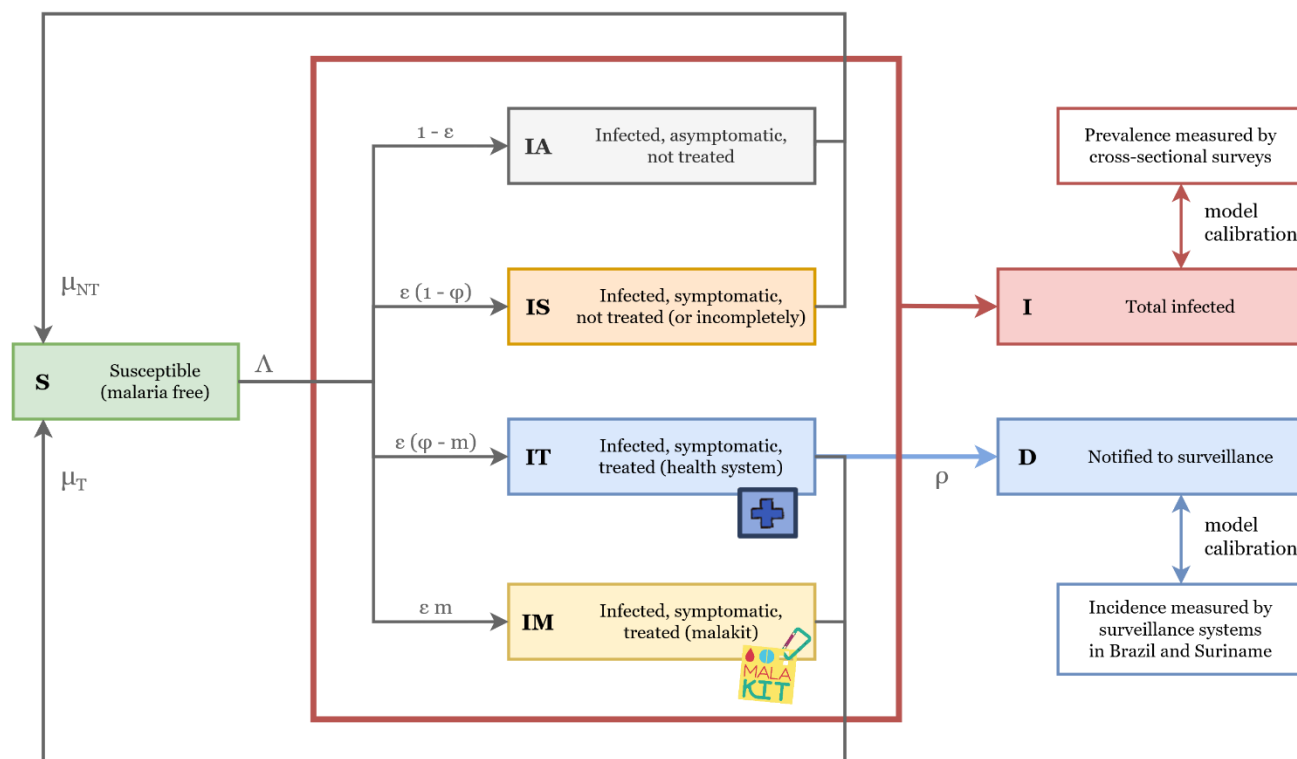 1 - ε
IA
Infected, asymptomatic,
not treated
Prevalence measured by
cross-sectional surveys
model
calibration
μNT
ε (1 - φ)
IS
Infected, symptomatic,
not treated (or incompletely)
I
Total infected
S
Susceptible
(malaria free)
Λ
μT
ε (φ - m)
IT
Infected, symptomatic,
treated (health system)
ρ
D
Notified to surveillance
model
calibration
ε m
IM
Infected, symptomatic,
treated (malakit)
MALA
KIT
Incidence measured by
surveillance systems
in Brazil and Suriname